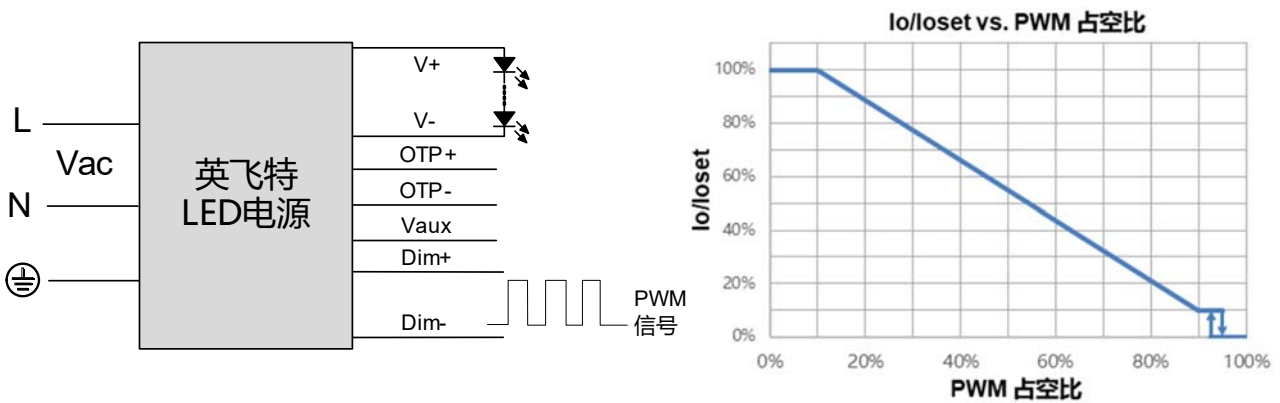 L
Vac
N
英飞特
LED电源
V+
V-
OTP+
OTP-
Vaux
Dim+
Dim-
PWM
信号
Io/Ioset vs. PWM 占空比
Io/Ioset
100%
80%
60%
40%
20%
0%
0% 20% 40% 60% 80% 100%
PWM 占空比